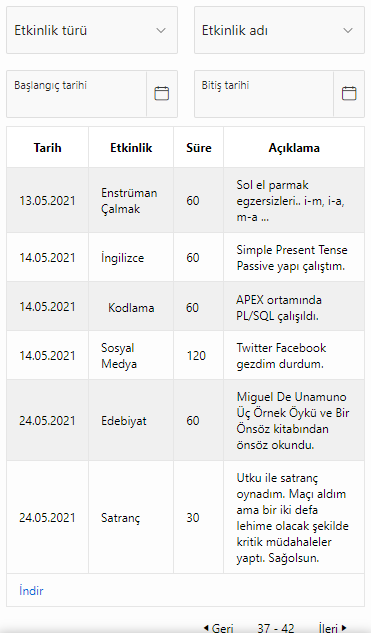 Etkinlik türü
Etkinlik adı
Başlangıç tarihi
Bitiş tarihi
Tarih Etkinlik Süre Açıklama
13.05.2021 Enstrüman Çalmak 60 Sol el parmak
egzersizleri.. i-m, i-a,
m-a ...
14.05.2021 İngilizce 60 Simple Present Tense
Passive yapı çalıştım.
14.05.2021 Kodlama 60 APEX ortamında
PL/SQL çalışıldı.
14.05.2021 Sosyal Medya 120 Twitter Facebook
gezdim durdum.
24.05.2021 Edebiyat 60 Miguel De Unamuno
Üç Örnek Öykü ve Bir
Önsöz kitabından
önsöz okundu.
24.05.2021 Satranç 30 Utku ile satranç
oynadım. Maçı aldım
ama bir iki defa
lehime olacak şekilde
kritik müdahaleler
yaptı. Sağolsun.
İndir
Geri 37 - 42 İleri